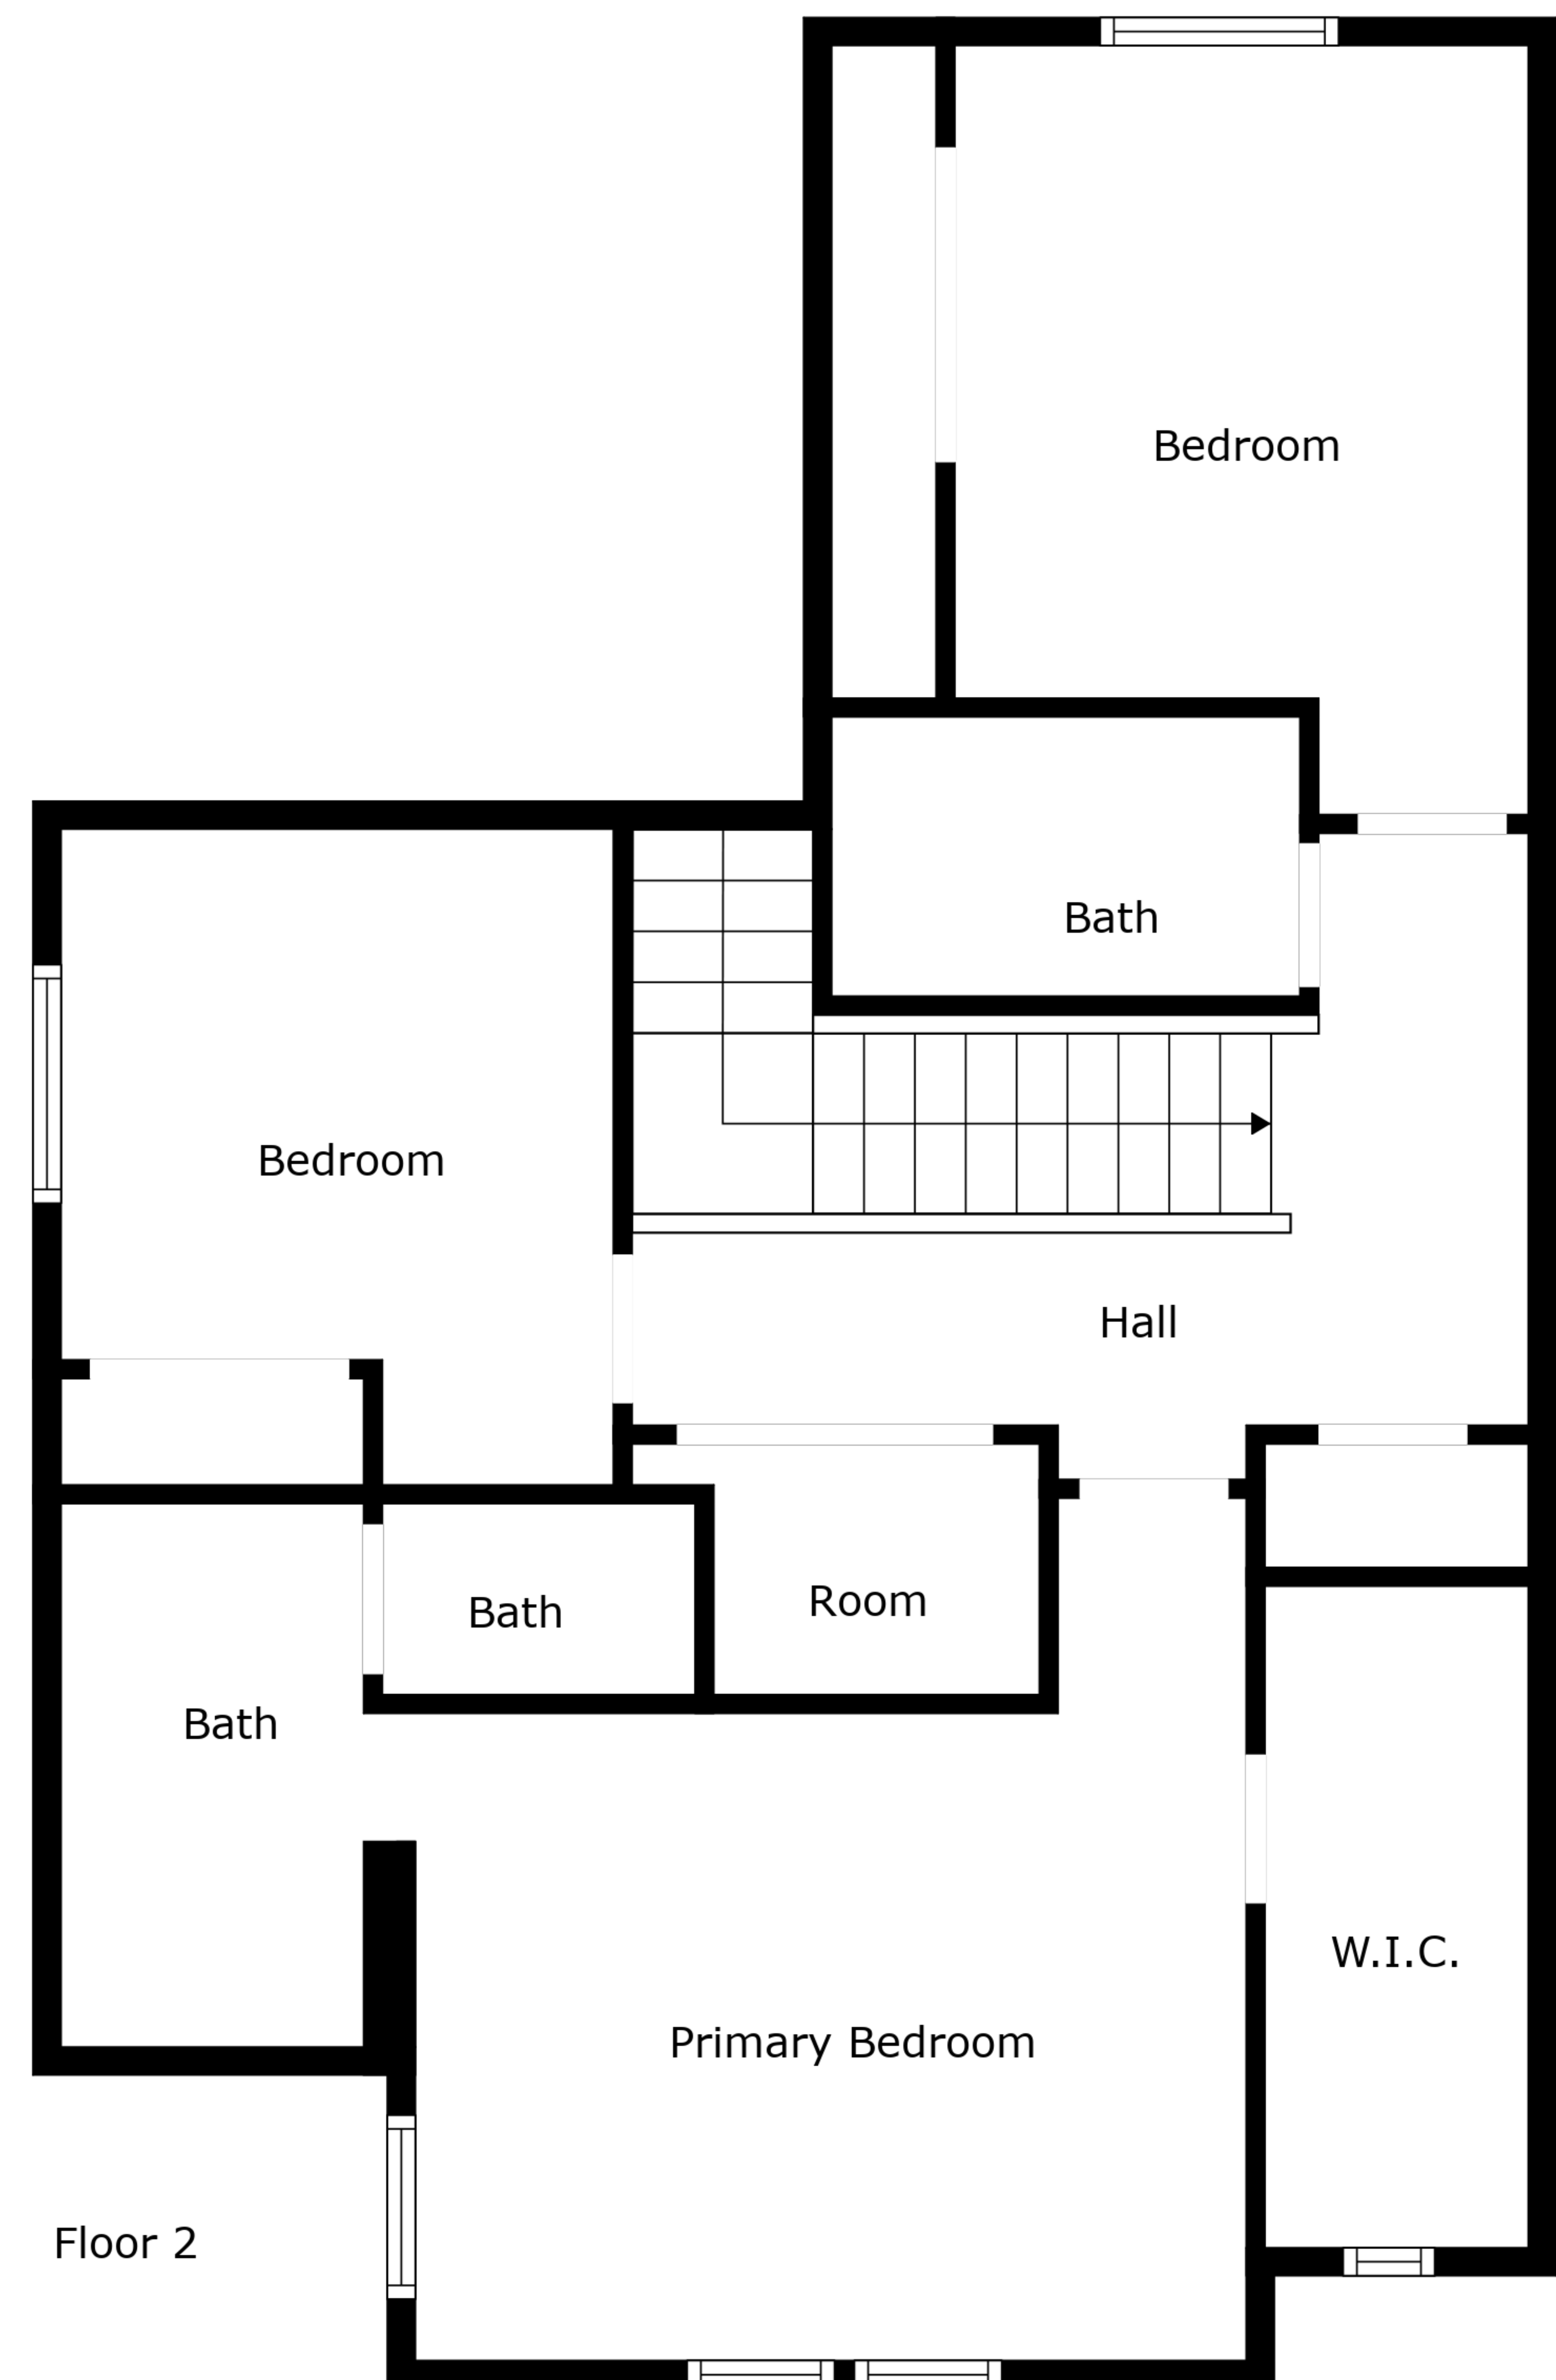 Bedroom
Bath
Bedroom
Hall
Room
Bath
Bath
W.I.C.
Primary Bedroom
Floor 2